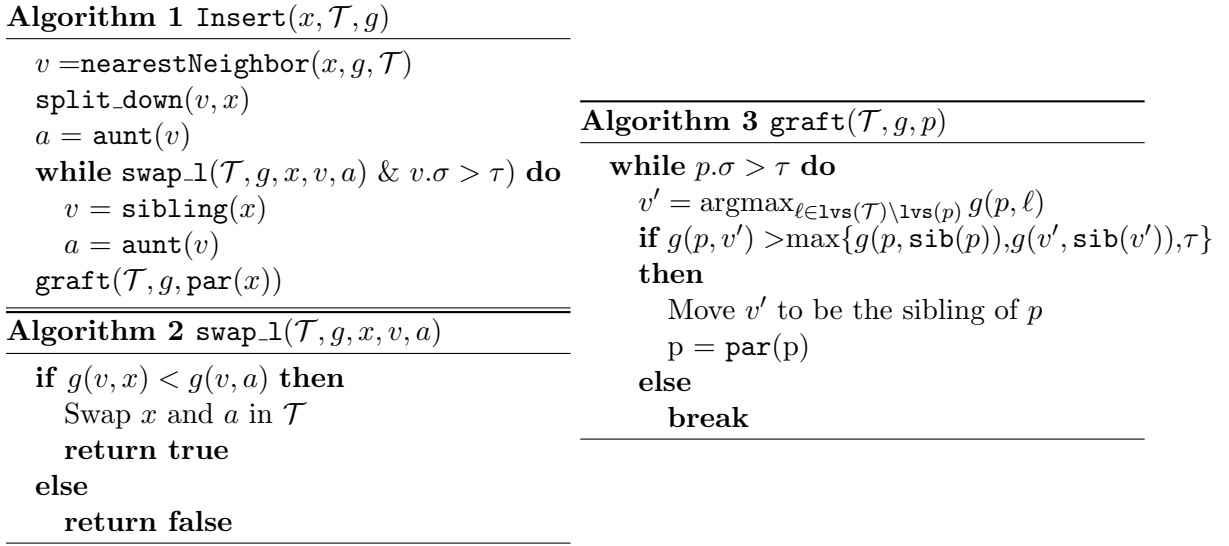 Algorithm 1 Insert(x, 𝒯, g)
v =nearestNeighbor(x, g, 𝒯)
split_down(v, x)
a = aunt(v)
while swap_l(𝒯, g, x, v, a) & v.σ > τ) do
v = sibling(x)
a = aunt(v)
graft(𝒯, g, par(x))
Algorithm 2 swap_l(𝒯, g, x, v, a)
if g(v, x) < g(v, a) then
Swap x and a in 𝒯
return true
else
return false
Algorithm 3 graft(𝒯, g, p)
while p.σ > τ do
v′ = argmax_{ℓ∈lvs(𝒯)\lvs(p)} g(p, ℓ)
if g(p, v′) >max{g(p, sib(p)),g(v′, sib(v′)),τ}
then
Move v′ to be the sibling of p
p = par(p)
else
break